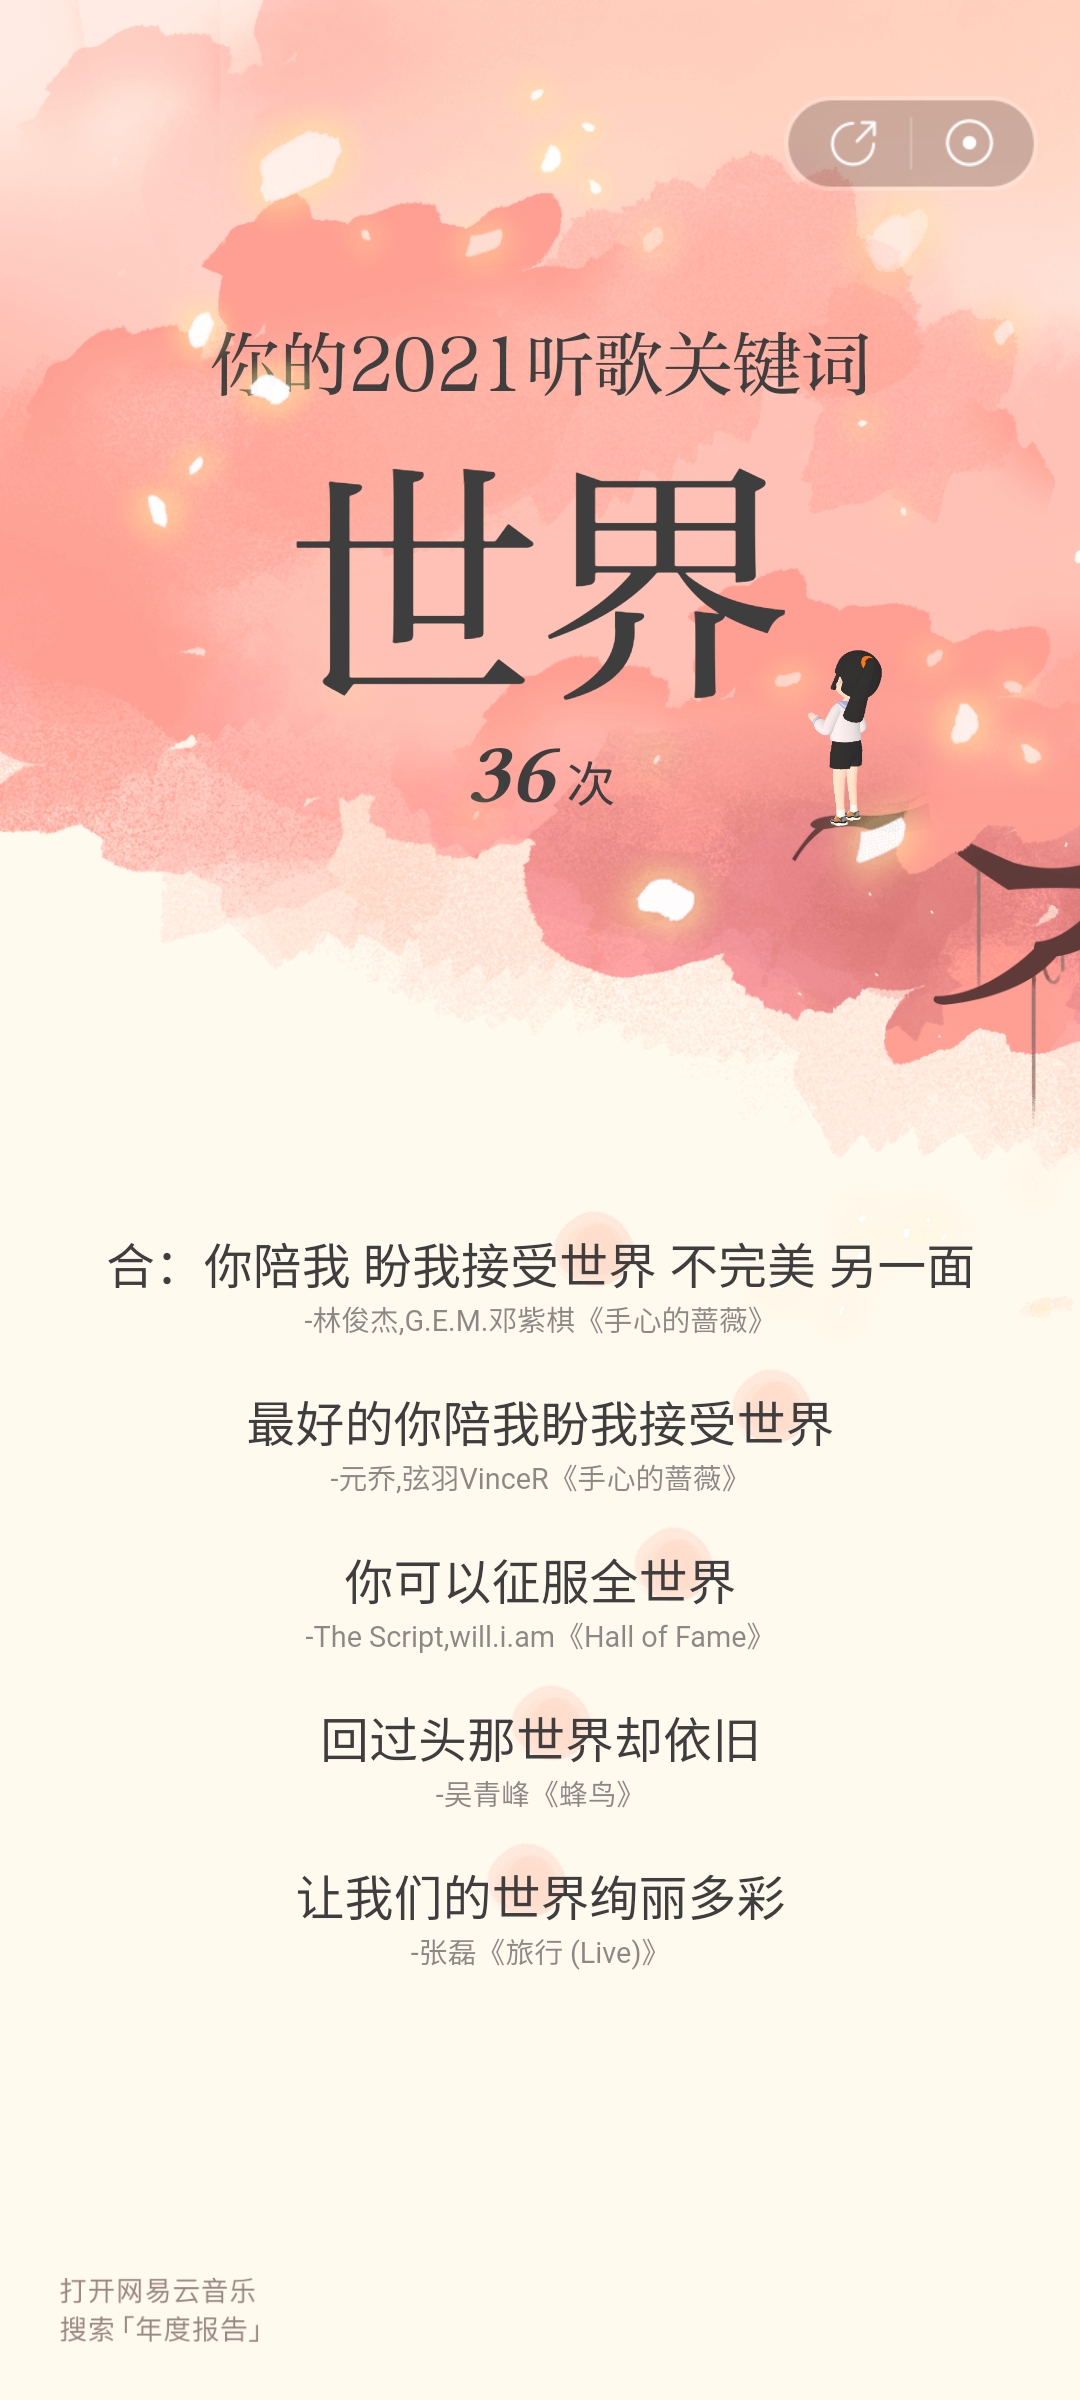 你的2021听歌关键词
世界
36次
合：你陪我 盼我接受世界 不完美 另一面
-林俊杰,G.E.M.邓紫棋《手心的蔷薇》
最好的你陪我盼我接受世界
-元乔,弦羽VinceR《手心的蔷薇》
你可以征服全世界
-The Script,will.i.am《Hall of Fame》
回过头那世界却依旧
-吴青峰《蜂鸟》
让我们的世界绚丽多彩
-张磊《旅行 (Live)》
打开网易云音乐
搜索「年度报告」